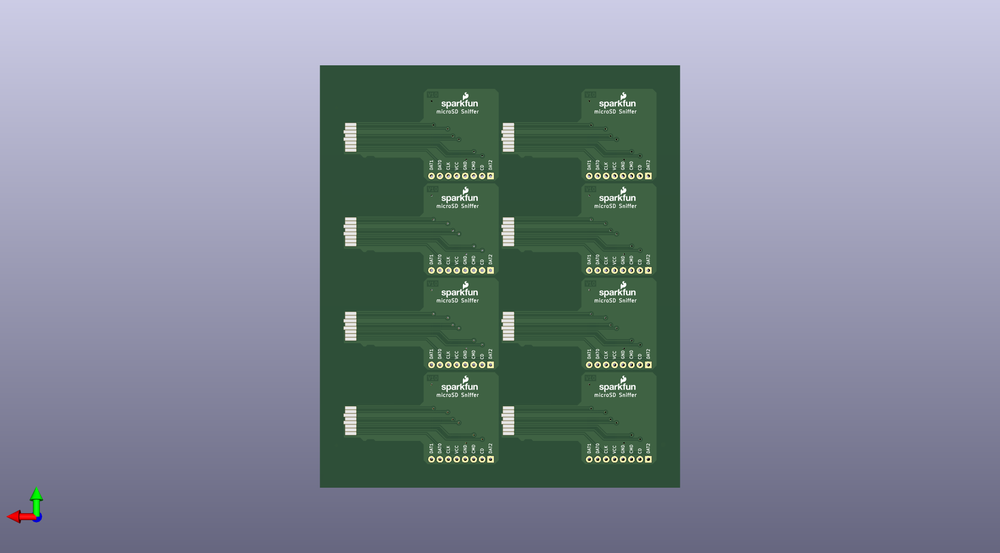 sparkfun
microSD Sniffer
DAT1 DAT0 CLK VCC GND CMD CD DAT2
sparkfun
microSD Sniffer
DAT1 DAT0 CLK VCC GND CMD CD DAT2
sparkfun
microSD Sniffer
DAT1 DAT0 CLK VCC GND CMD CD DAT2
sparkfun
microSD Sniffer
DAT1 DAT0 CLK VCC GND CMD CD DAT2
sparkfun
microSD Sniffer
DAT1 DAT0 CLK VCC GND CMD CD DAT2
sparkfun
microSD Sniffer
DAT1 DAT0 CLK VCC GND CMD CD DAT2
sparkfun
microSD Sniffer
DAT1 DAT0 CLK VCC GND CMD CD DAT2
sparkfun
microSD Sniffer
DAT1 DAT0 CLK VCC GND CMD CD DAT2